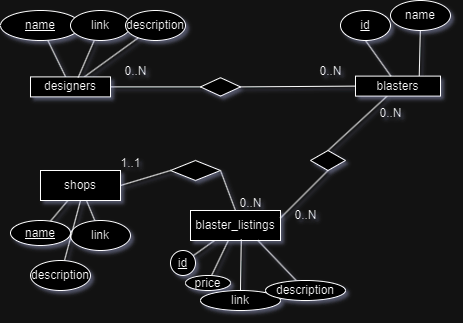 name
link
description
id
name
0..N
0..N
designers
blasters
0..N
1..1
shops
0..N
0..N
blaster_listings
name
link
description
id
price
link
description